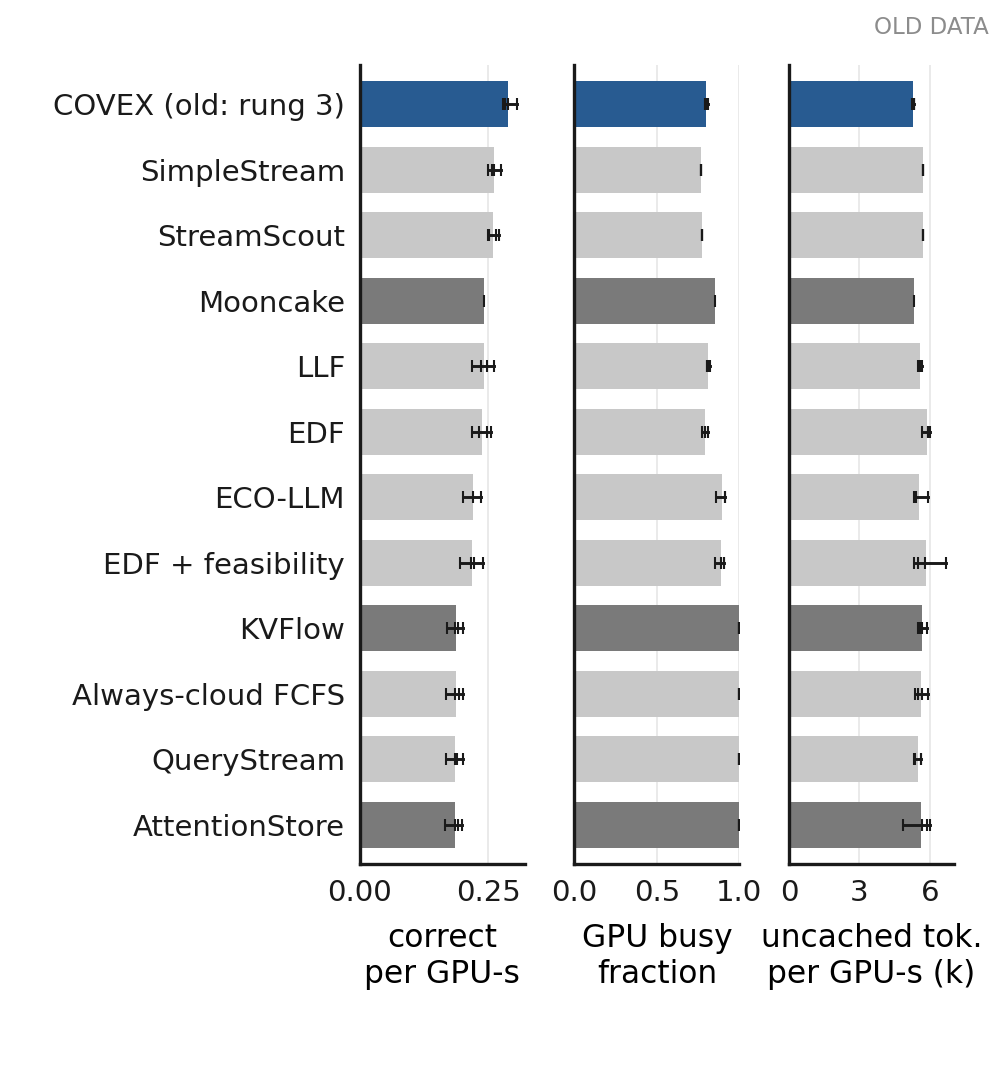 OLD DATA
COVEX (old: rung 3)
SimpleStream
StreamScout
Mooncake
LLF
EDF
ECO-LLM
EDF + feasibility
KVFlow
Always-cloud FCFS
QueryStream
AttentionStore
0.00 0.25 0.0 0.5 1.0 0 3 6
correct
per GPU-s
GPU busy
fraction
uncached tok.
per GPU-s (k)